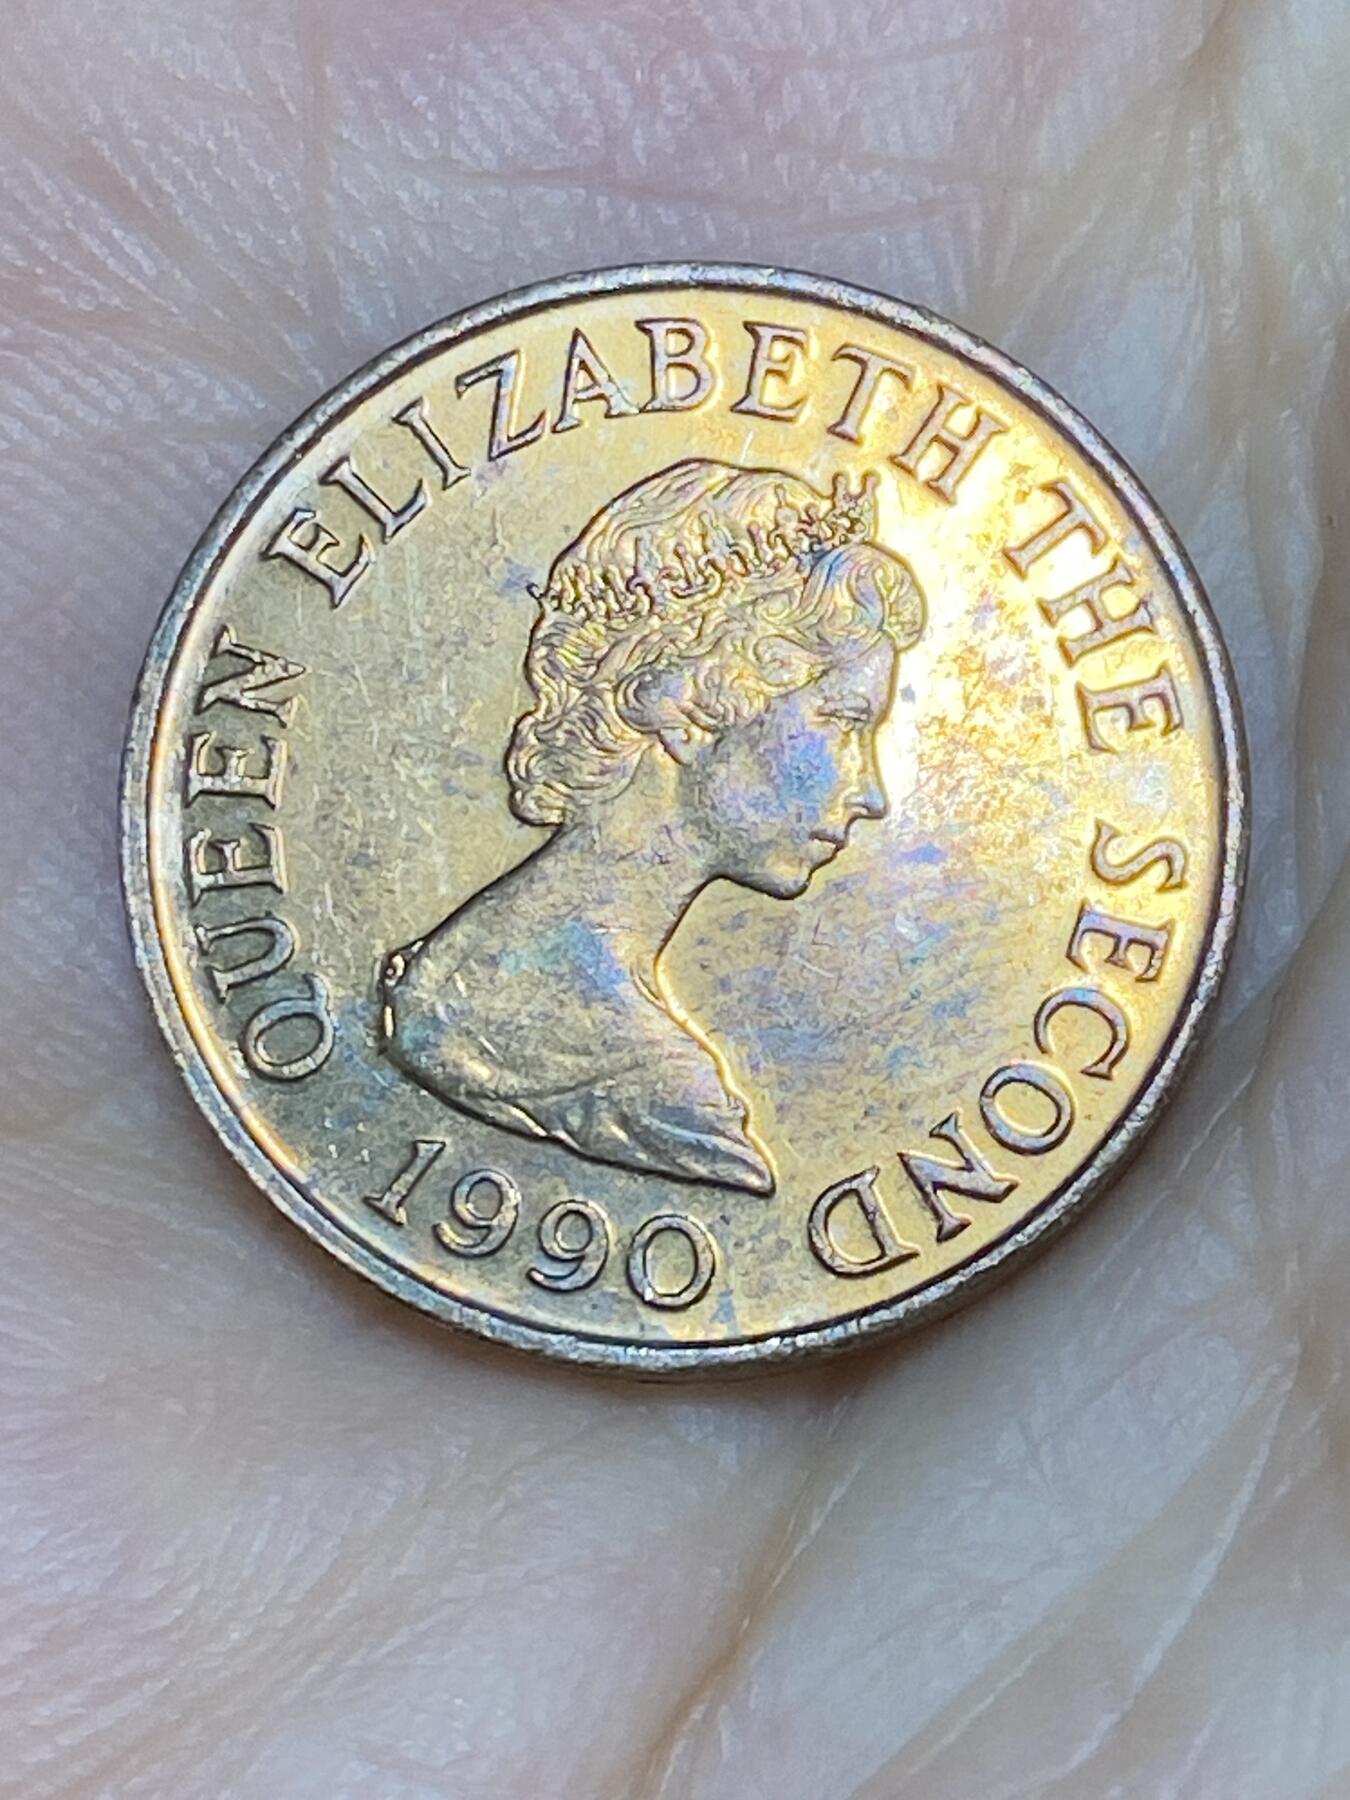 QUEEN ELIZABETH THE SECOND
1990